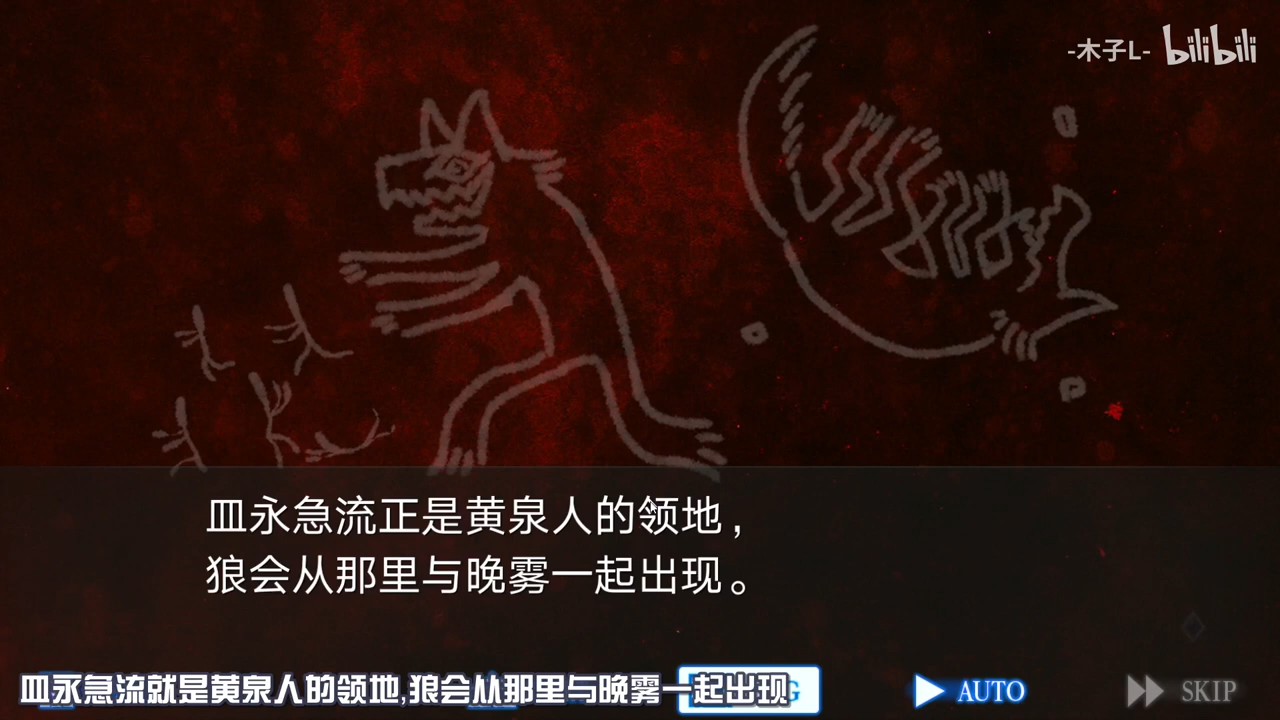 -木子L- bilibili
皿永急流正是黄泉人的领地，
狼会从那里与晚雾一起出现。
皿永急流就是黄泉人的领地,狼会从那里与晚雾一起出现
AUTO
SKIP